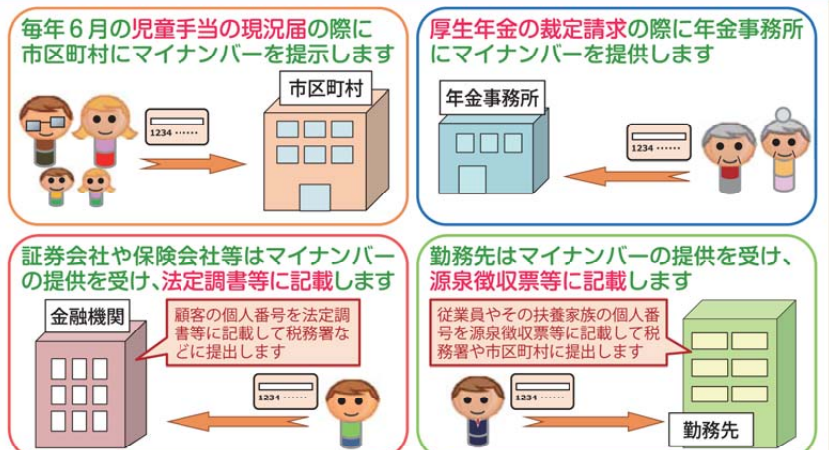 毎年6月の児童手当の現況届の際に
市区町村にマイナンバーを提示します
市区町村
1234 ……
厚生年金の裁定請求の際に年金事務所
にマイナンバーを提供します
年金事務所
1234 ……
証券会社や保険会社等はマイナンバー
の提供を受け、法定調書等に記載します
金融機関
顧客の個人番号を法定調
書等に記載して税務署な
どに提出します
1234 ……
勤務先はマイナンバーの提供を受け、
源泉徴収票等に記載します
従業員やその扶養家族の個人番
号を源泉徴収票等に記載して税
務署や市区町村に提出します
1234 ……
勤務先